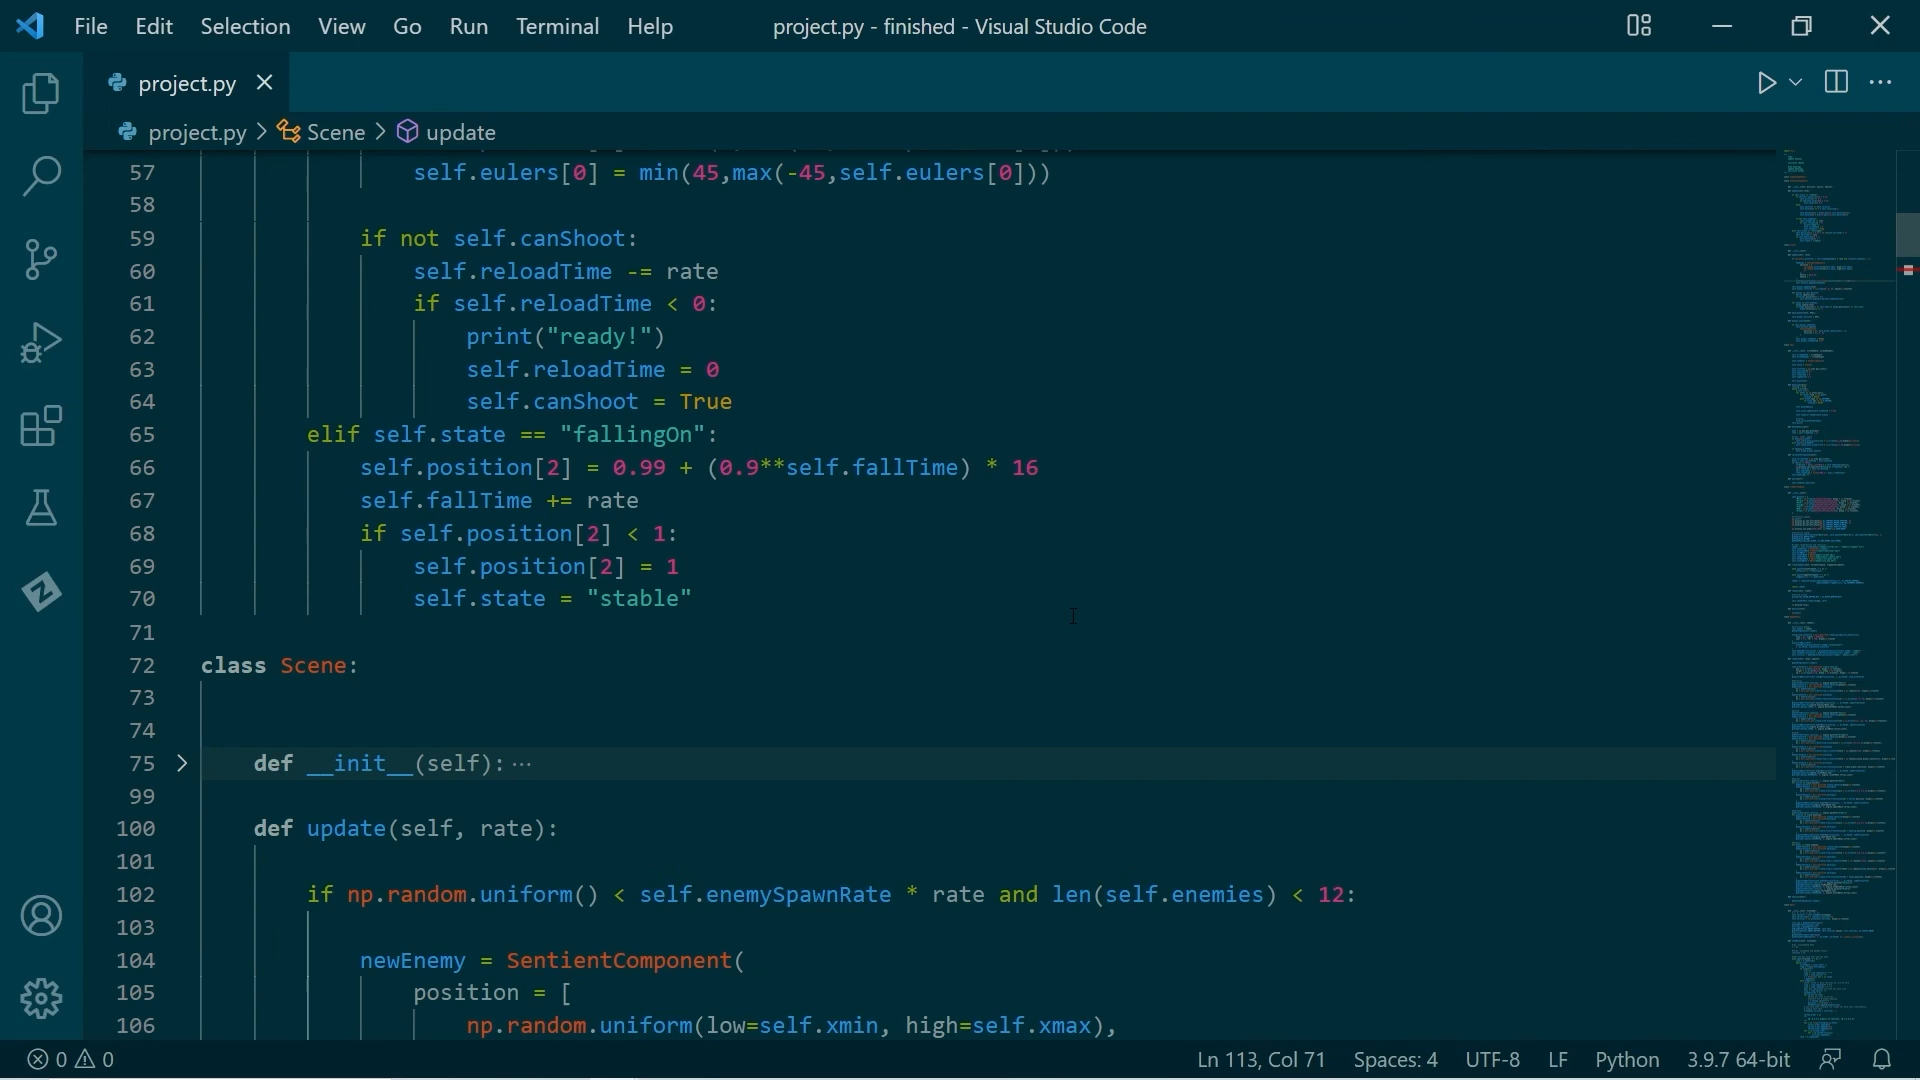 File Edit Selection View Go Run Terminal Help project.py - finished - Visual Studio Code
project.py
project.py > Scene > update
57 self.eulers[0] = min(45,max(-45,self.eulers[0]))
58
59 if not self.canShoot:
60 self.reloadTime -= rate
61 if self.reloadTime < 0:
62 print("ready!")
63 self.reloadTime = 0
64 self.canShoot = True
65 elif self.state == "fallingOn":
66 self.position[2] = 0.99 + (0.9**self.fallTime) * 16
67 self.fallTime += rate
68 if self.position[2] < 1:
69 self.position[2] = 1
70 self.state = "stable"
71
72 class Scene:
73
74
75 def __init__(self):···
99
100 def update(self, rate):
101
102 if np.random.uniform() < self.enemySpawnRate * rate and len(self.enemies) < 12:
103
104 newEnemy = SentientComponent(
105 position = [
106 np.random.uniform(low=self.xmin, high=self.xmax),
0 0 Ln 113, Col 71 Spaces: 4 UTF-8 LF Python 3.9.7 64-bit